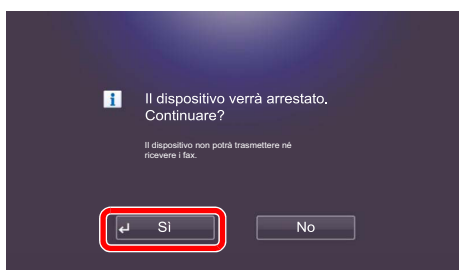 Il dispositivo verrà arrestato.
Continuare?
Il dispositivo non potrà trasmettere né
ricevere i fax.
Sì
No